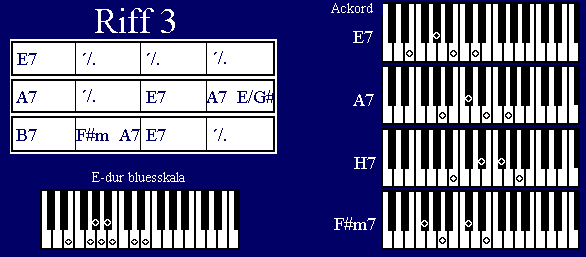 Riff 3
E7 ٪. ٪. ٪.
A7 ٪. E7 A7 E/G#
B7 F#m A7 E7 ٪.
E-dur bluesskala
Ackord
E7
A7
H7
F#m7